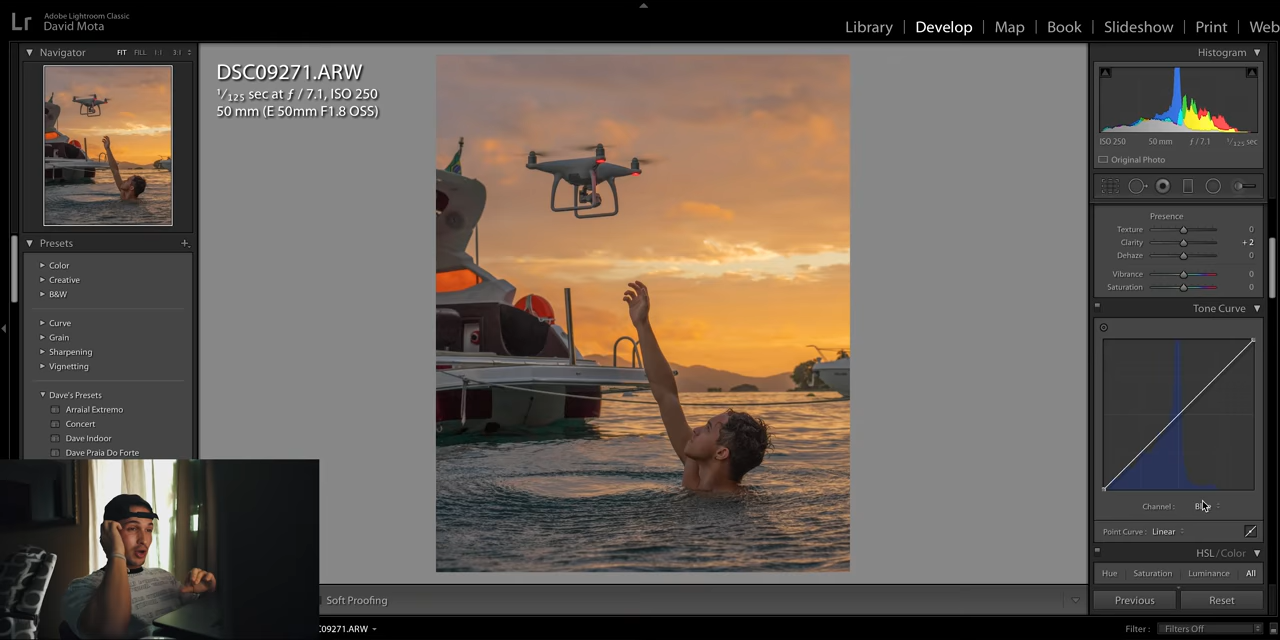 Lr
Adobe Lightroom Classic
David Mota
Library | Develop | Map | Book | Slideshow | Print | Web
Navigator FIT FILL 1:1 3:1
Presets
Color
Creative
B&W
Curve
Grain
Sharpening
Vignetting
Dave's Presets
Arraial Extremo
Concert
Dave Indoor
Dave Praia Do Forte
DSC09271.ARW
1/125 sec at ƒ / 7.1, ISO 250
50 mm (E 50mm F1.8 OSS)
Soft Proofing
Histogram
ISO 250 50 mm ƒ / 7.1 1/125 sec
Original Photo
Presence
Texture 0
Clarity + 2
Dehaze 0
Vibrance 0
Saturation 0
Tone Curve
Channel :
Point Curve : Linear
HSL / Color
Hue Saturation Luminance All
Previous Reset
Filter : Filters Off